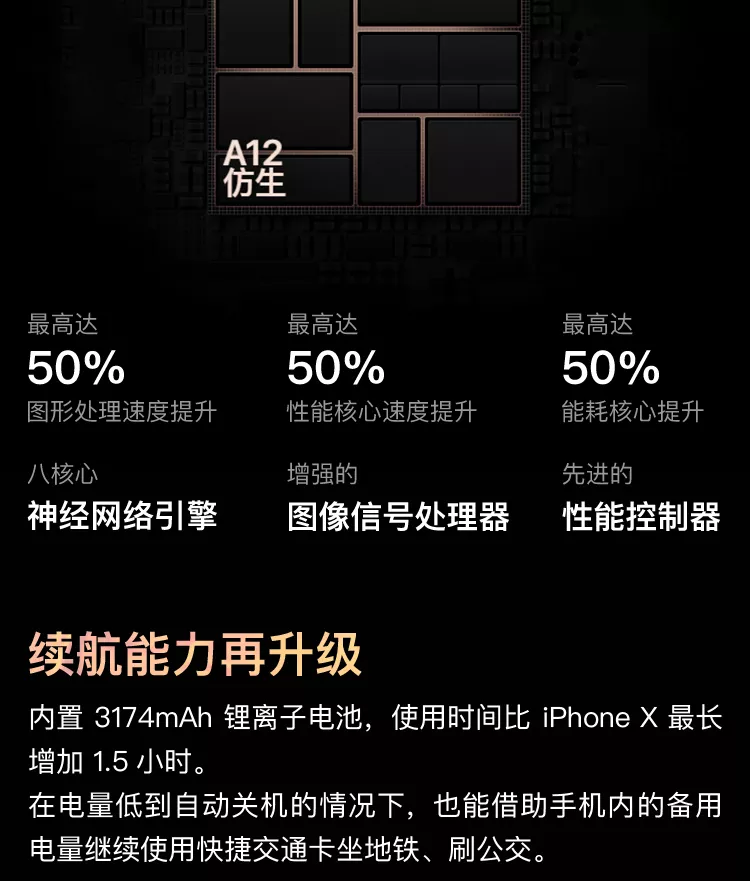 A12
仿生
最高达 最高达 最高达
50% 50% 50%
图形处理速度提升 性能核心速度提升 能耗核心提升
八核心 增强的 先进的
神经网络引擎 图像信号处理器 性能控制器
续航能力再升级
内置 3174mAh 锂离子电池，使用时间比 iPhone X 最长
增加 1.5 小时。
在电量低到自动关机的情况下，也能借助手机内的备用
电量继续使用快捷交通卡坐地铁、刷公交。